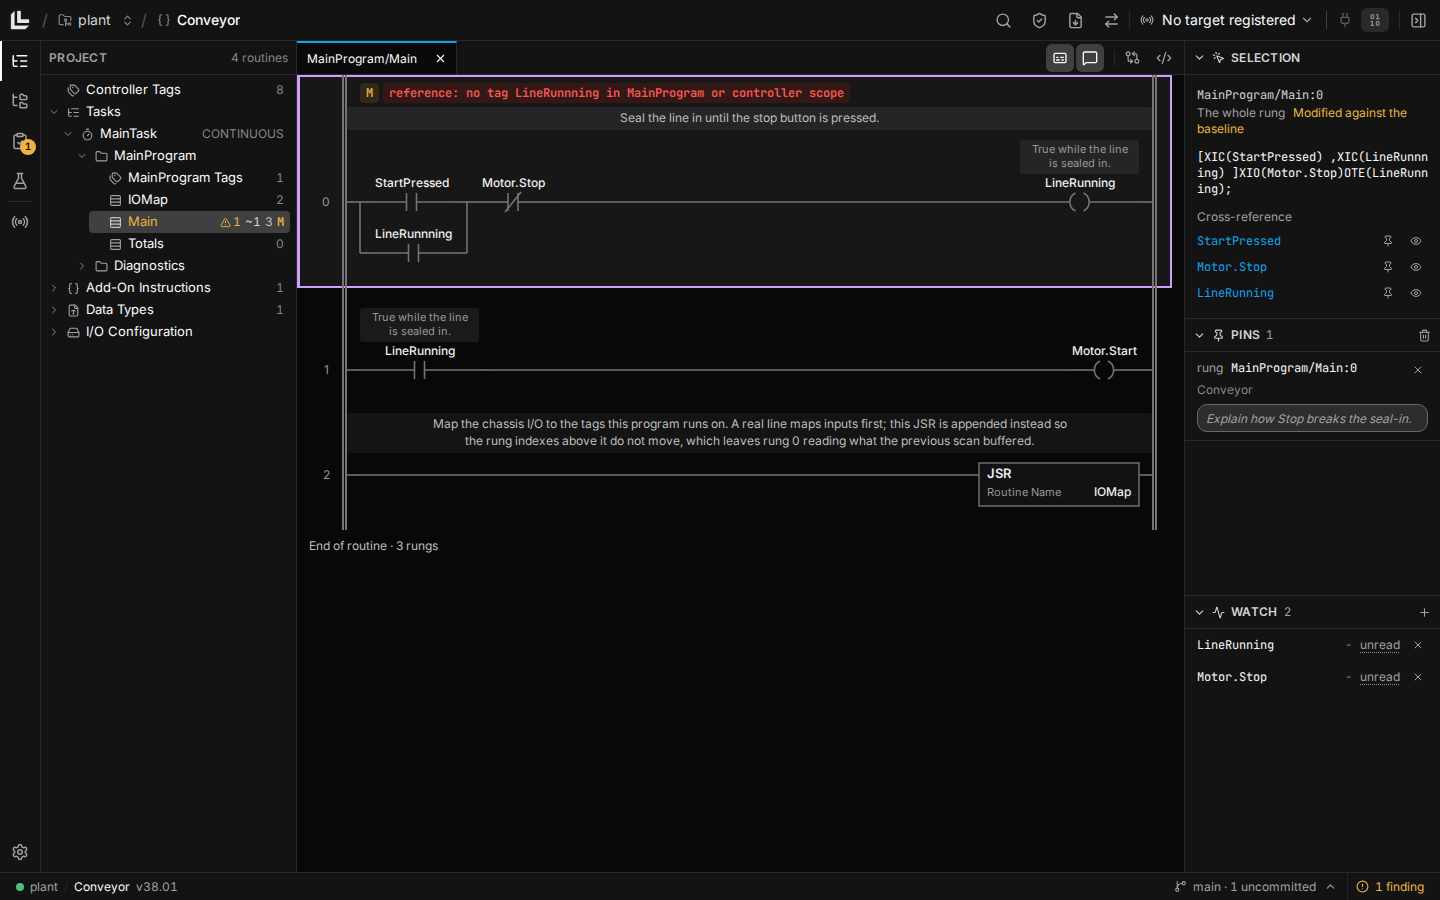 / plant / {} Conveyor
No target registered
01
10
PROJECT 4 routines
Controller Tags 8
Tasks
MainTask CONTINUOUS
MainProgram
MainProgram Tags 1
IOMap 2
Main 1 ~1 3 M
Totals 0
Diagnostics
{} Add-On Instructions 1
Data Types 1
I/O Configuration
1
MainProgram/Main
M reference: no tag LineRunnning in MainProgram or controller scope
Seal the line in until the stop button is pressed.
True while the line
is sealed in.
StartPressed Motor.Stop LineRunning
0
LineRunnning
True while the line
is sealed in.
LineRunning Motor.Start
1
Map the chassis I/O to the tags this program runs on. A real line maps inputs first; this JSR is appended instead so
the rung indexes above it do not move, which leaves rung 0 reading what the previous scan buffered.
2 JSR
Routine Name IOMap
End of routine · 3 rungs
SELECTION
MainProgram/Main:0
The whole rung Modified against the
baseline
[XIC(StartPressed) ,XIC(LineRunnn
ing) ]XIO(Motor.Stop)OTE(LineRunn
ing);
Cross-reference
StartPressed
Motor.Stop
LineRunning
PINS 1
rung MainProgram/Main:0
Conveyor
Explain how Stop breaks the seal-in.
WATCH 2
LineRunning - unread
Motor.Stop - unread
plant / Conveyor v38.01
main · 1 uncommitted
1 finding